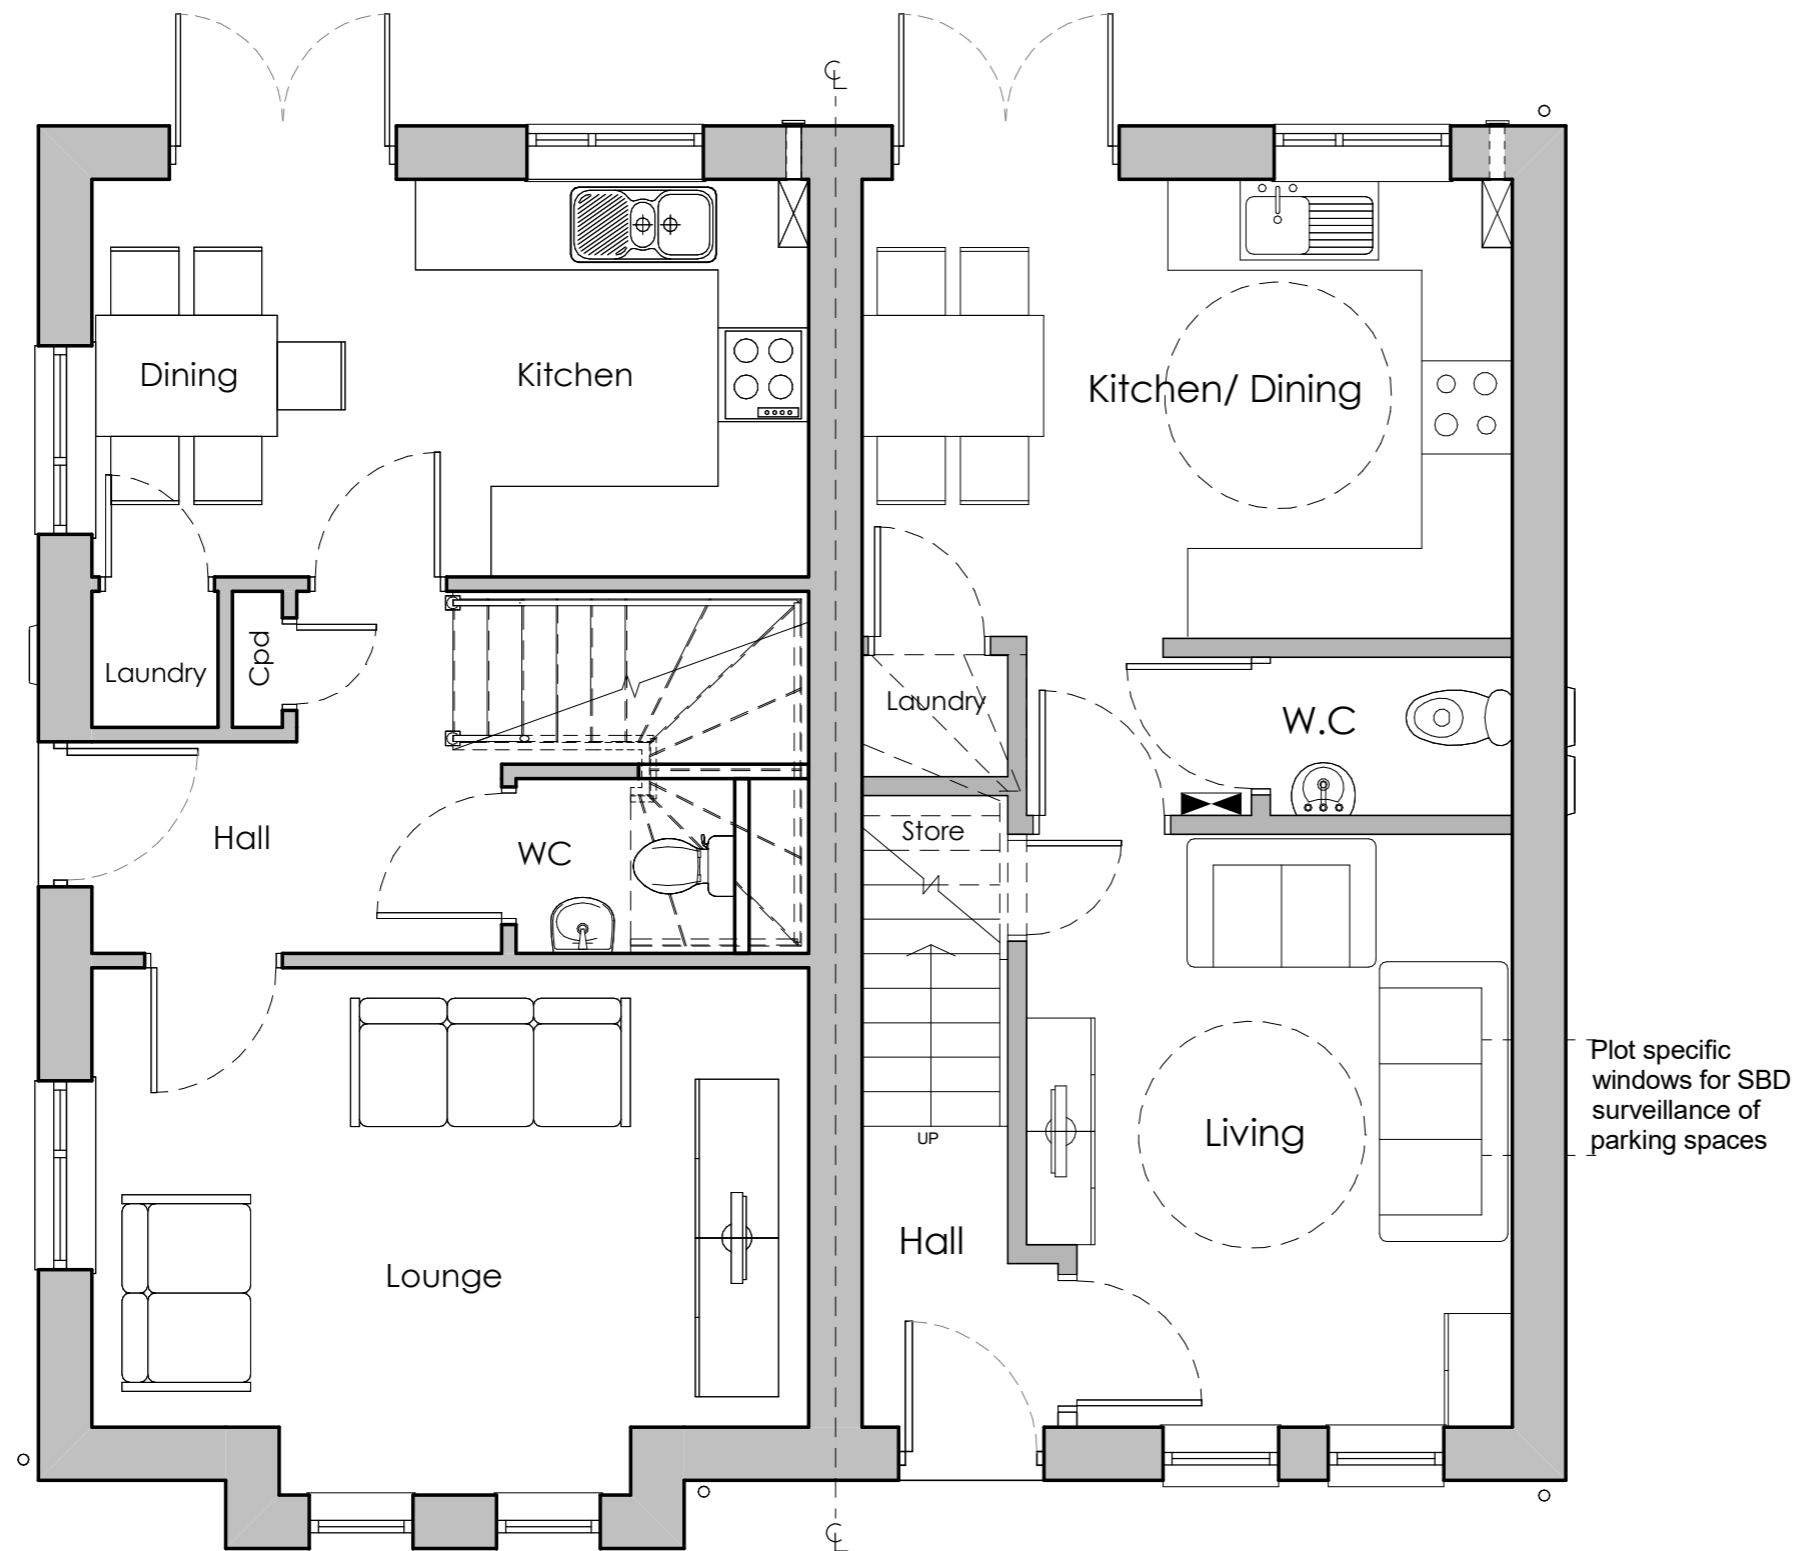 ℄
Dining
Kitchen
Kitchen/ Dining
Laundry
Cpd
Laundry
W.C
Hall
WC
Store
Plot specific
windows for SBD
surveillance of
parking spaces
UP
Living
Hall
Lounge
℄